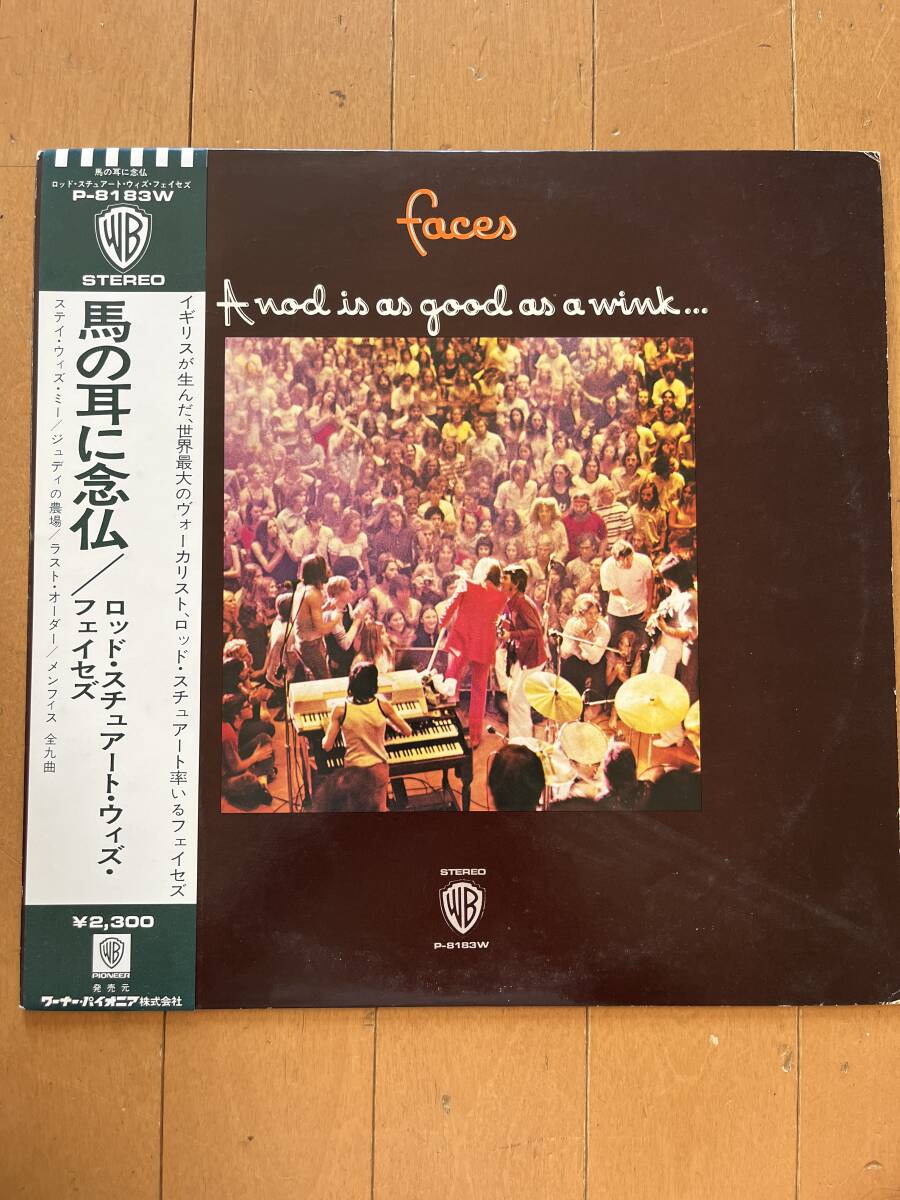 馬の耳に念仏
ロッド・スチュアート・ウィズ・フェイセズ
P-8183W
WB
STEREO
イギリスが生んだ、世界最大のヴォーカリスト、ロッド・スチュアート率いるフェイセズ
馬の耳に念仏/
ロッド・スチュアート・ウィズ・
フェイセズ
ステイ・ウィズ・ミー/ジュディの農場/ラスト・オーダー/メンフィス 全九曲
¥2,300
WB
PIONEER
発売元
ワーナー・パイオニア株式会社
faces
A nod is as good as a wink...
STEREO
WB
P-8183W